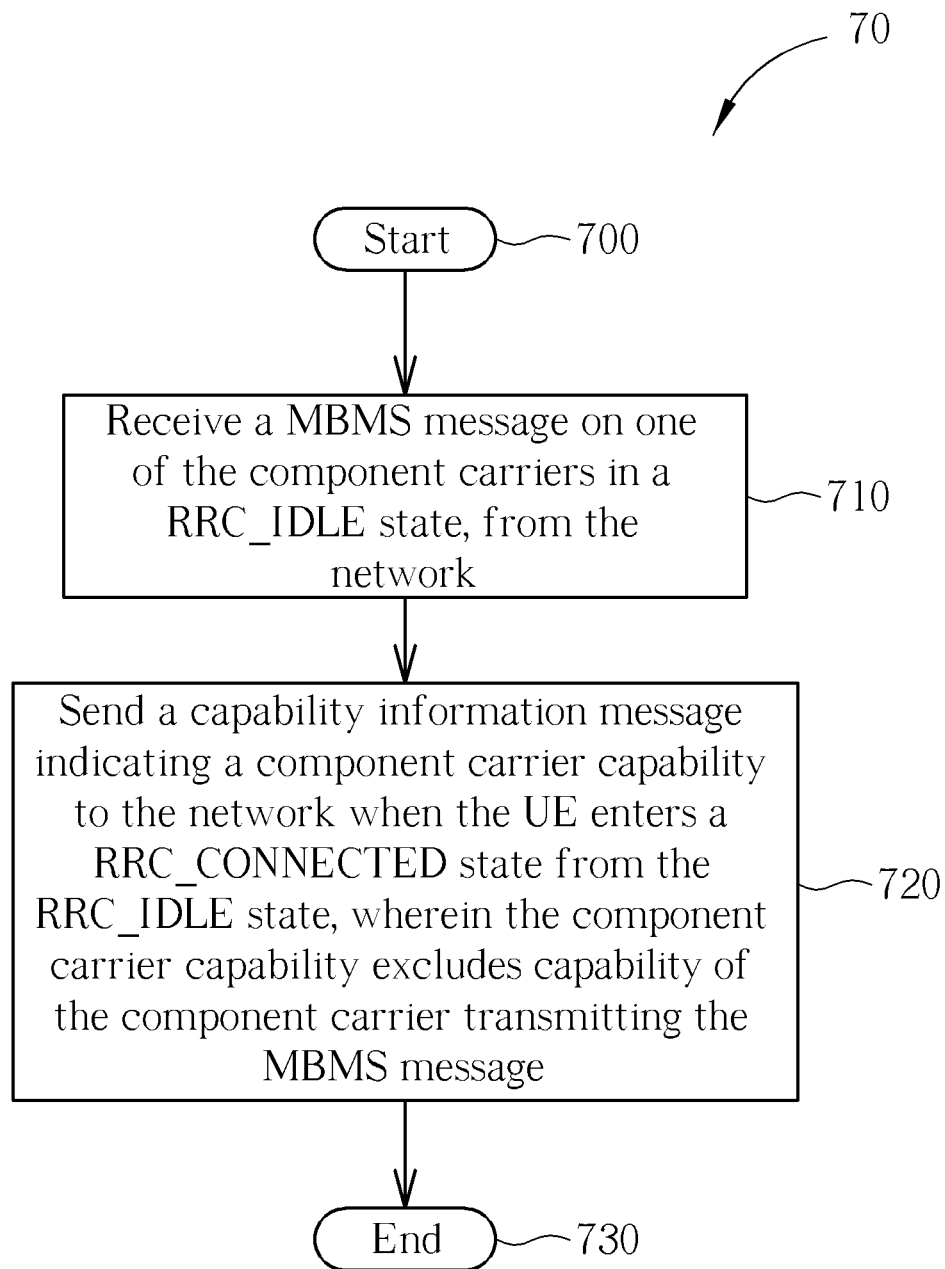 70
Start
700
Receive a MBMS message on one
of the component carriers in a
RRC_IDLE state, from the
network
710
Send a capability information message
indicating a component carrier capability
to the network when the UE enters a
RRC_CONNECTED state from the
RRC_IDLE state, wherein the component
carrier capability excludes capability of
the component carrier transmitting the
MBMS message
720
End
730